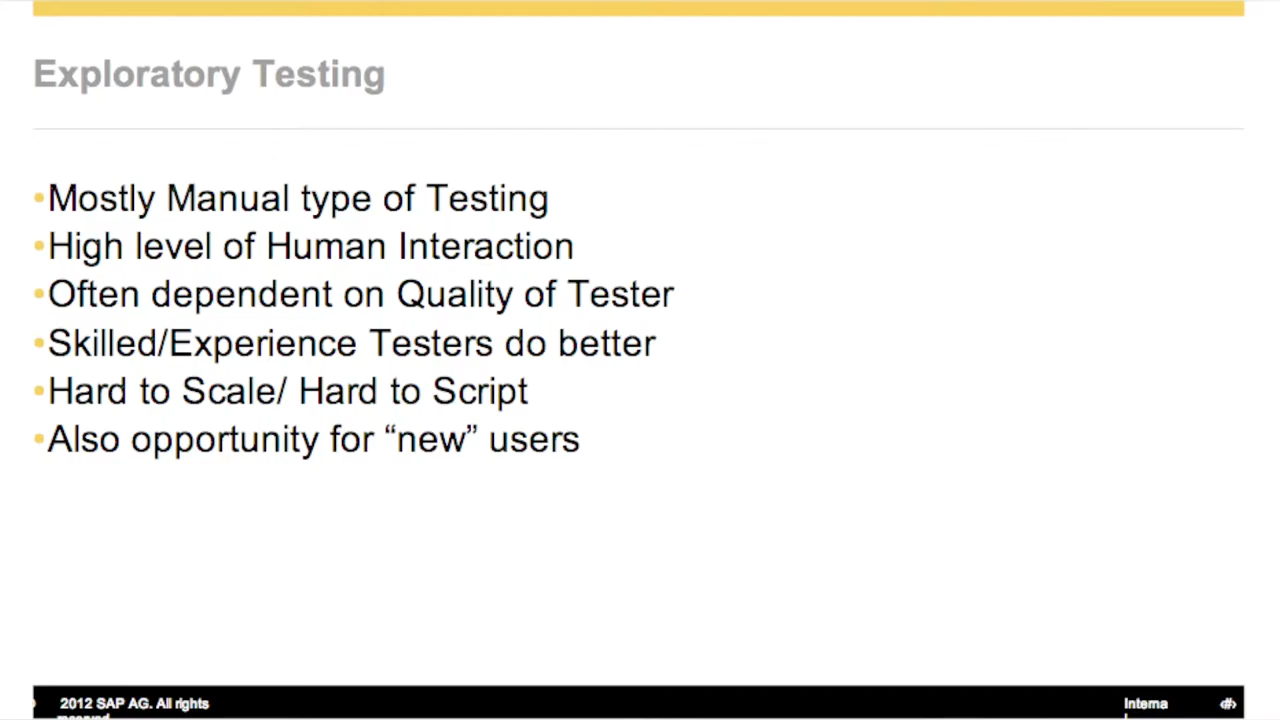 Exploratory Testing
•Mostly Manual type of Testing
•High level of Human Interaction
•Often dependent on Quality of Tester
•Skilled/Experience Testers do better
•Hard to Scale/ Hard to Script
•Also opportunity for “new” users
2012 SAP AG. All rights
reserved
Interna
‹#›